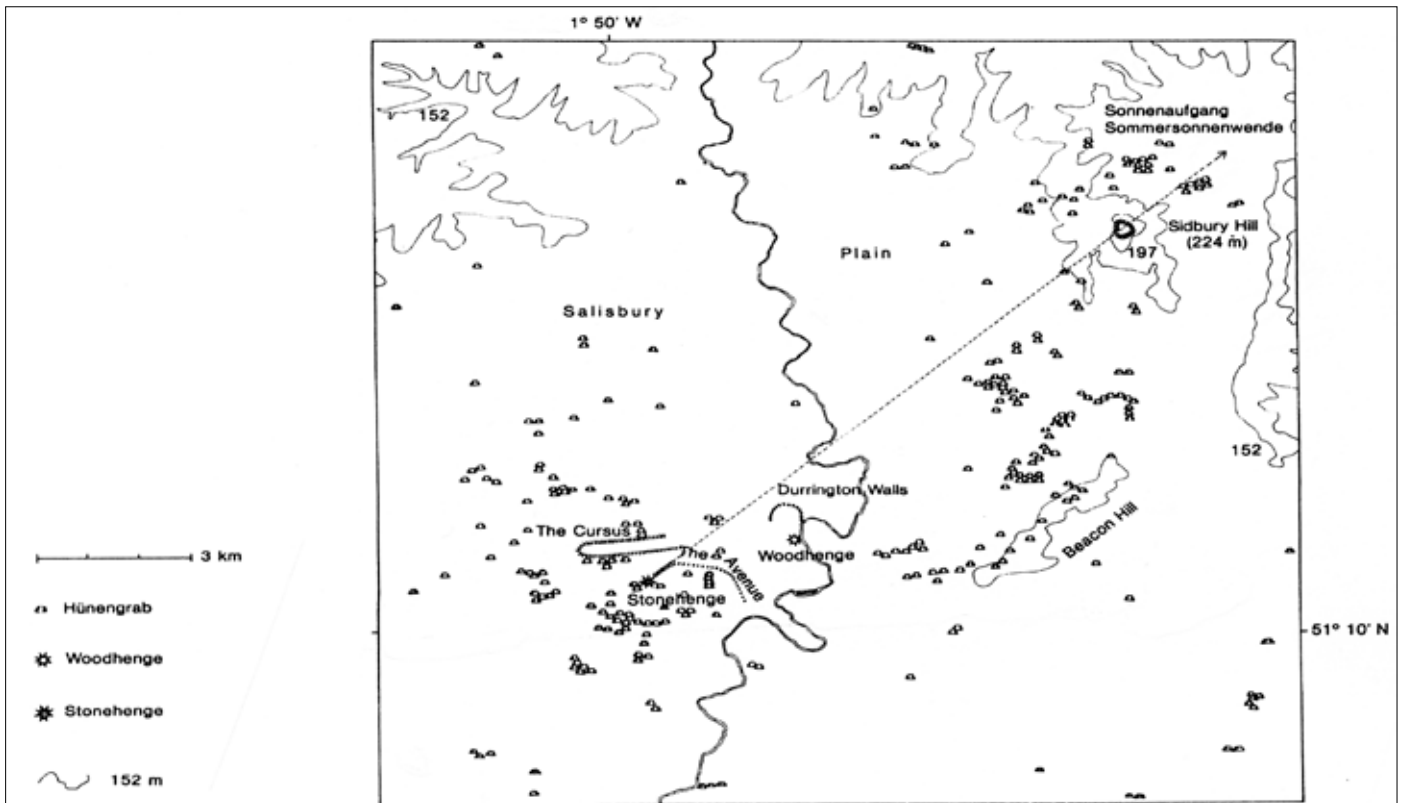 1° 50' W
152
Sonnenaufgang
Sommersonnenwende
Sidbury Hill
(224 m)
197
Plain
Salisbury
152
Durrington Walls
The Cursus
The Avenue
Woodhenge
Beacon Hill
Stonehenge
3 km
Hünengrab
51° 10' N
Woodhenge
Stonehenge
152 m